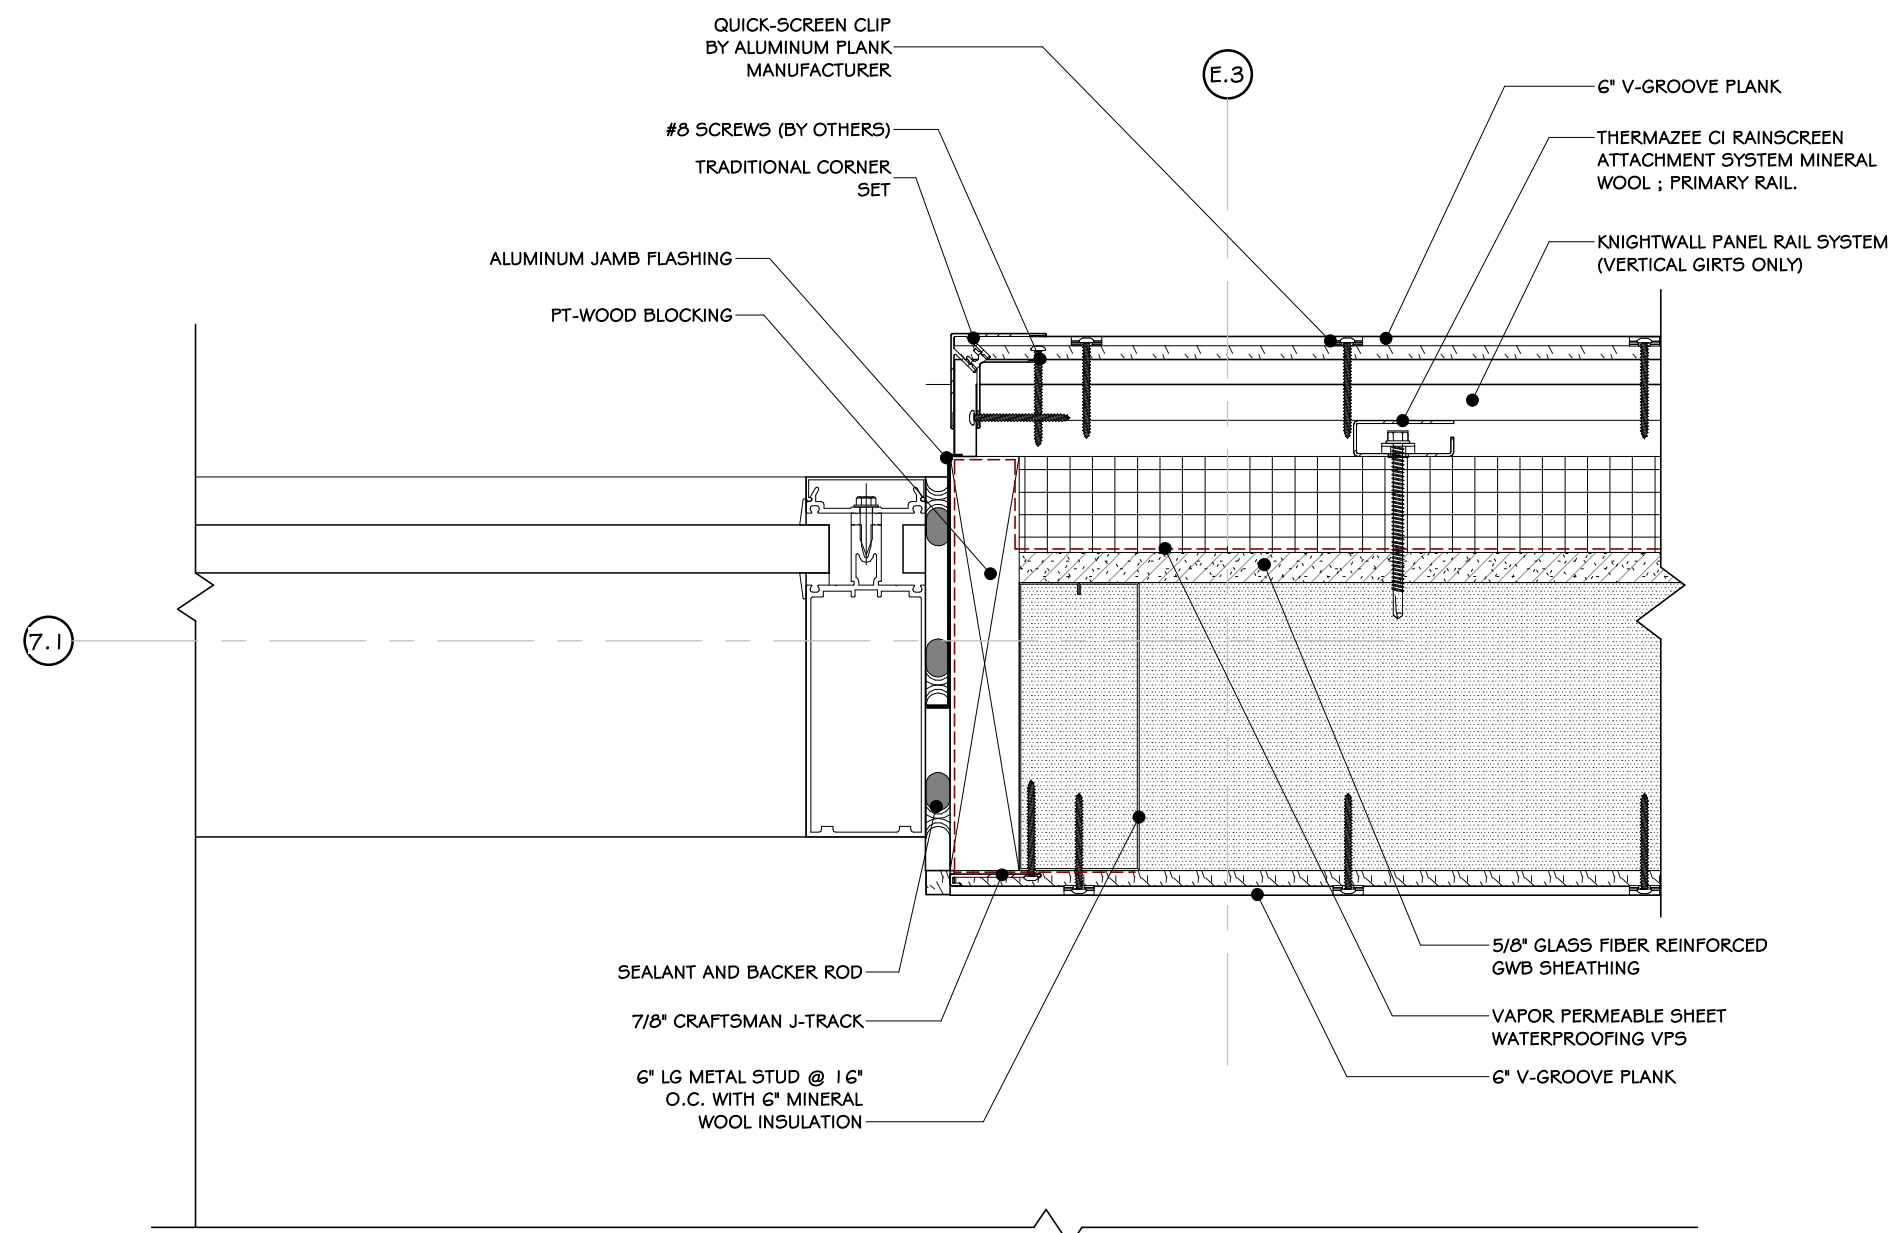 QUICK-SCREEN CLIP
BY ALUMINUM PLANK
MANUFACTURER
#8 SCREWS (BY OTHERS)
TRADITIONAL CORNER
SET
ALUMINUM JAMB FLASHING
PT-WOOD BLOCKING
E.3
6" V-GROOVE PLANK
THERMAZEE CI RAINSCREEN
ATTACHMENT SYSTEM MINERAL
WOOL ; PRIMARY RAIL.
KNIGHTWALL PANEL RAIL SYSTEM
(VERTICAL GIRTS ONLY)
7.1
SEALANT AND BACKER ROD
7/8" CRAFTSMAN J-TRACK
6" LG METAL STUD @ 16"
O.C. WITH 6" MINERAL
WOOL INSULATION
5/8" GLASS FIBER REINFORCED
GWB SHEATHING
VAPOR PERMEABLE SHEET
WATERPROOFING VPS
6" V-GROOVE PLANK